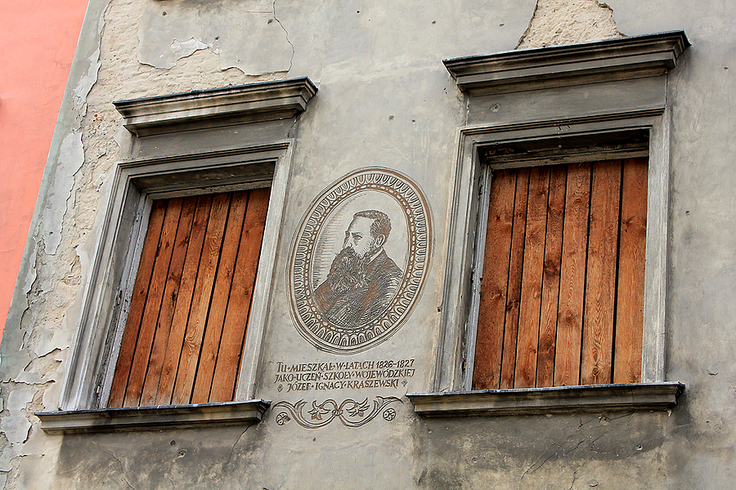 TU · MIESZKAŁ · W · LATACH 1826-1827
JAKO · UCZEŃ · SZKOŁY · WOJEWÓDZKIEJ
JÓZEF · IGNACY · KRASZEWSKI